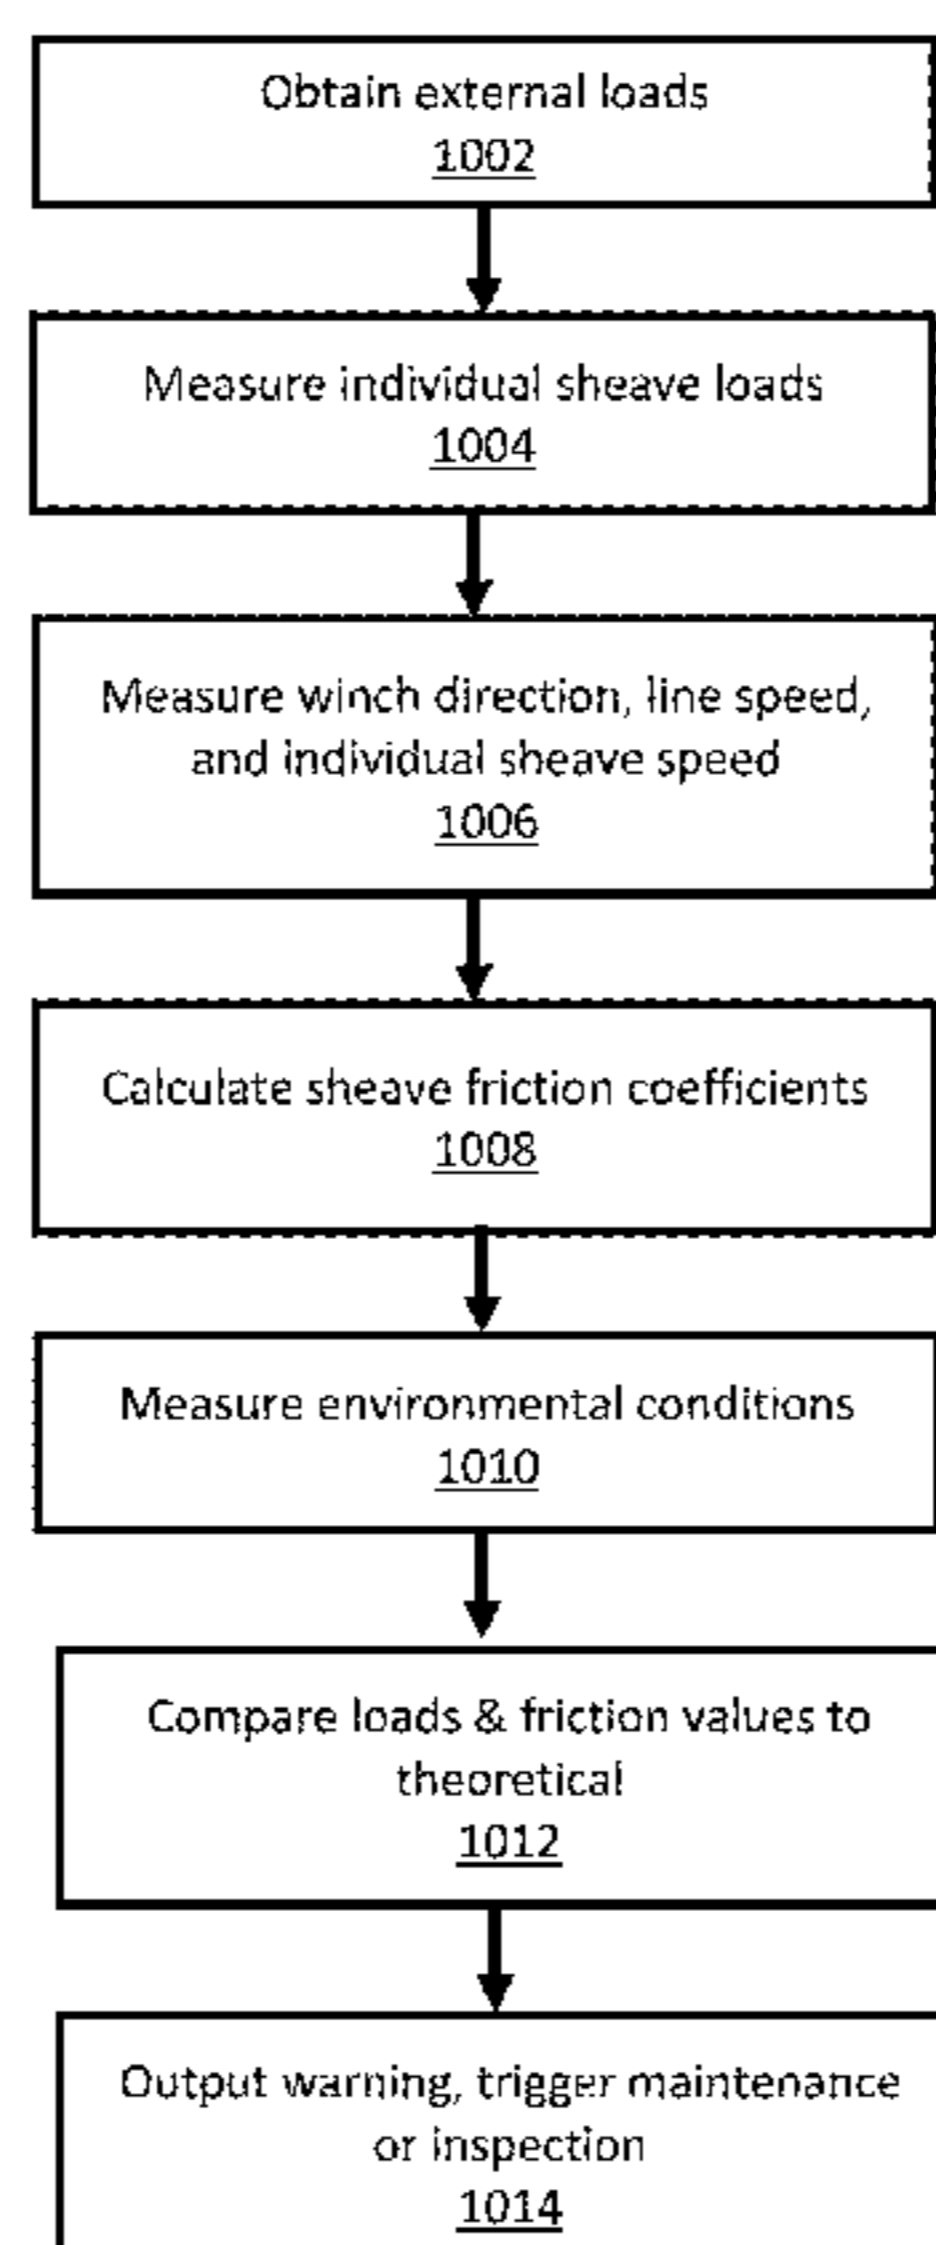 Obtain external loads
1002
Measure individual sheave loads
1004
Measure winch direction, line speed,
and individual sheave speed
1006
Calculate sheave friction coefficients
1008
Measure environmental conditions
1010
Compare loads & friction values to
theoretical
1012
Output warning, trigger maintenance
or inspection
1014